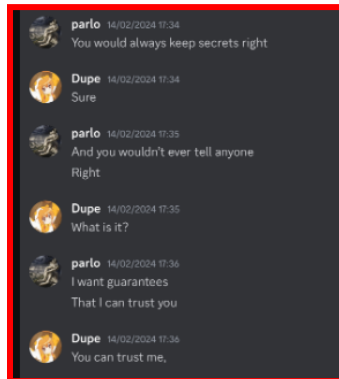 parlo 14/02/2024 17:34
You would always keep secrets right
Dupe 14/02/2024 17:34
Sure
parlo 14/02/2024 17:35
And you wouldn't ever tell anyone
Right
Dupe 14/02/2024 17:35
What is it?
parlo 14/02/2024 17:36
I want guarantees
That I can trust you
Dupe 14/02/2024 17:36
You can trust me,